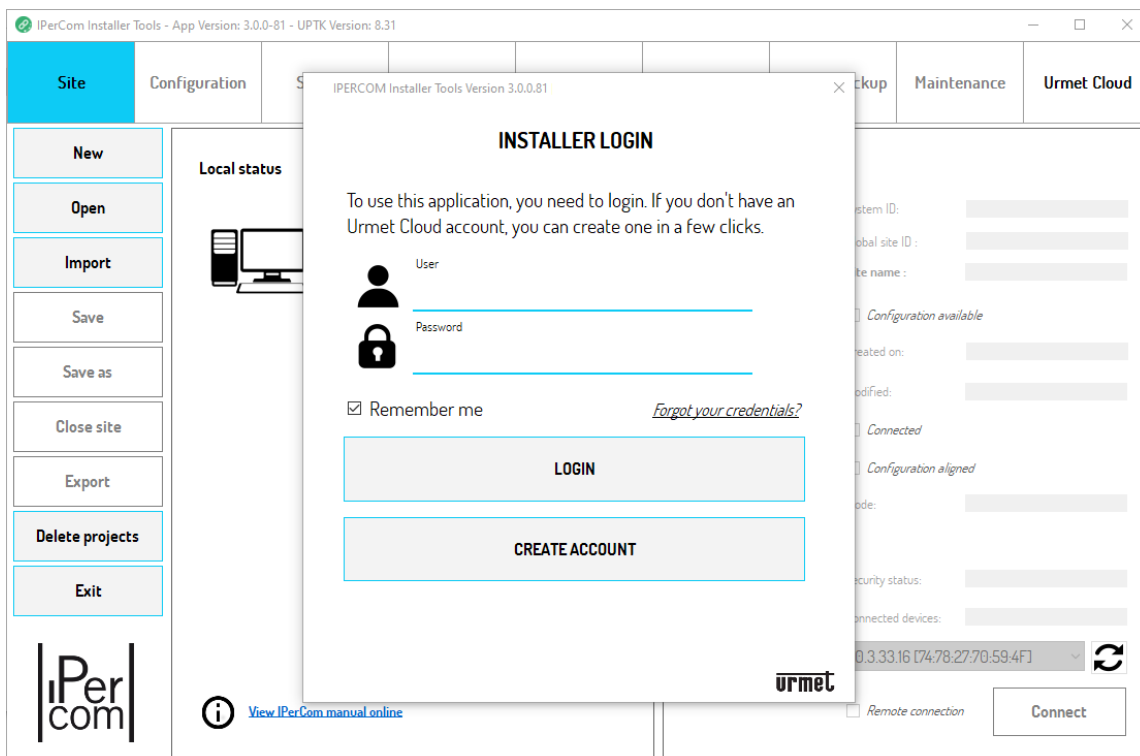 IPerCom Installer Tools - App Version: 3.0.0-81 - UPTK Version: 8.31
Site
Configuration
S
ckup
Maintenance
Urmet Cloud
New
Open
Import
Save
Save as
Close site
Export
Delete projects
Exit
iPer
com
Local status
View IPerCom manual online
IPERCOM Installer Tools Version 3.0.0.81
INSTALLER LOGIN
To use this application, you need to login. If you don't have an
Urmet Cloud account, you can create one in a few clicks.
User
Password
Remember me
Forgot your credentials?
LOGIN
CREATE ACCOUNT
urmet
ystem ID:
obal site ID :
te name :
Configuration available
reated on:
odified:
Connected
Configuration aligned
ode:
ecurity status:
onnected devices:
0.3.33.16 [74:78:27:70:59:4F]
Remote connection
Connect